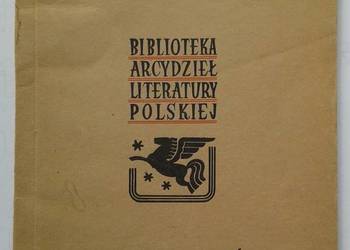 BIBLIOTEKA
ARCYDZIEŁ
LITERATURY
POLSKIEJ